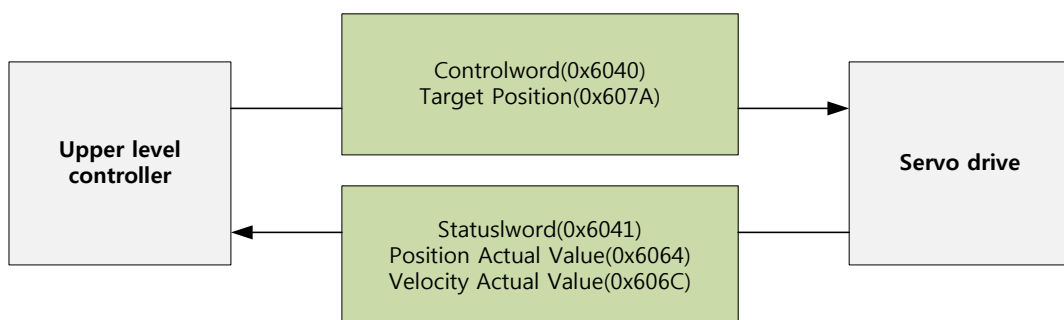 Controlword(0x6040)
Target Position(0x607A)
Upper level
controller
Servo drive
Statuslword(0x6041)
Position Actual Value(0x6064)
Velocity Actual Value(0x606C)